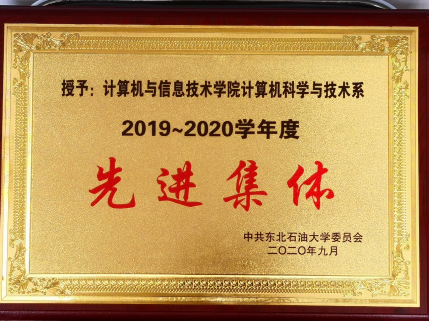 授予：计算机与信息技术学院计算机科学与技术系
2019~2020学年度
先进集体
中共东北石油大学委员会
二〇二〇年九月